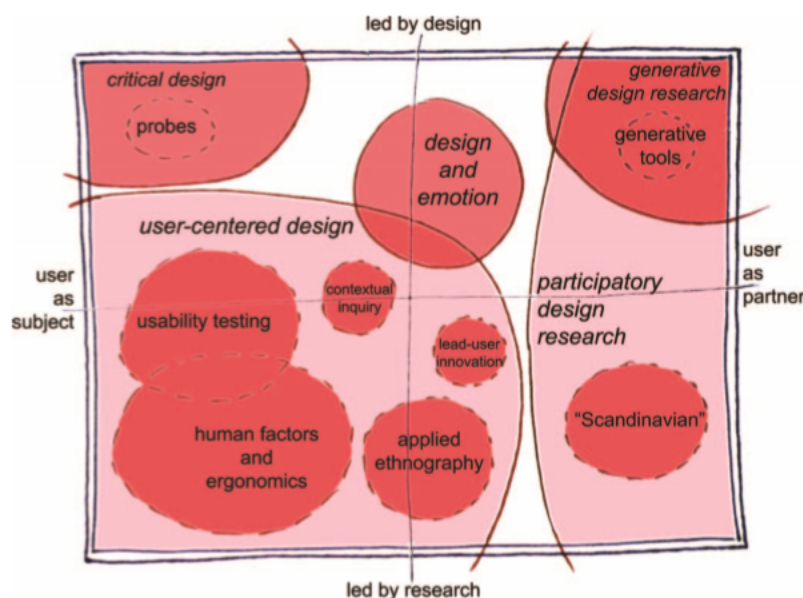 led by design
critical design
probes
generative
design research
generative
tools
design
and
emotion
user-centered design
user
as
subject
contextual
inquiry
usability testing
participatory
design
research
user
as
partner
lead-user
innovation
human factors
and
ergonomics
applied
ethnography
“Scandinavian”
led by research